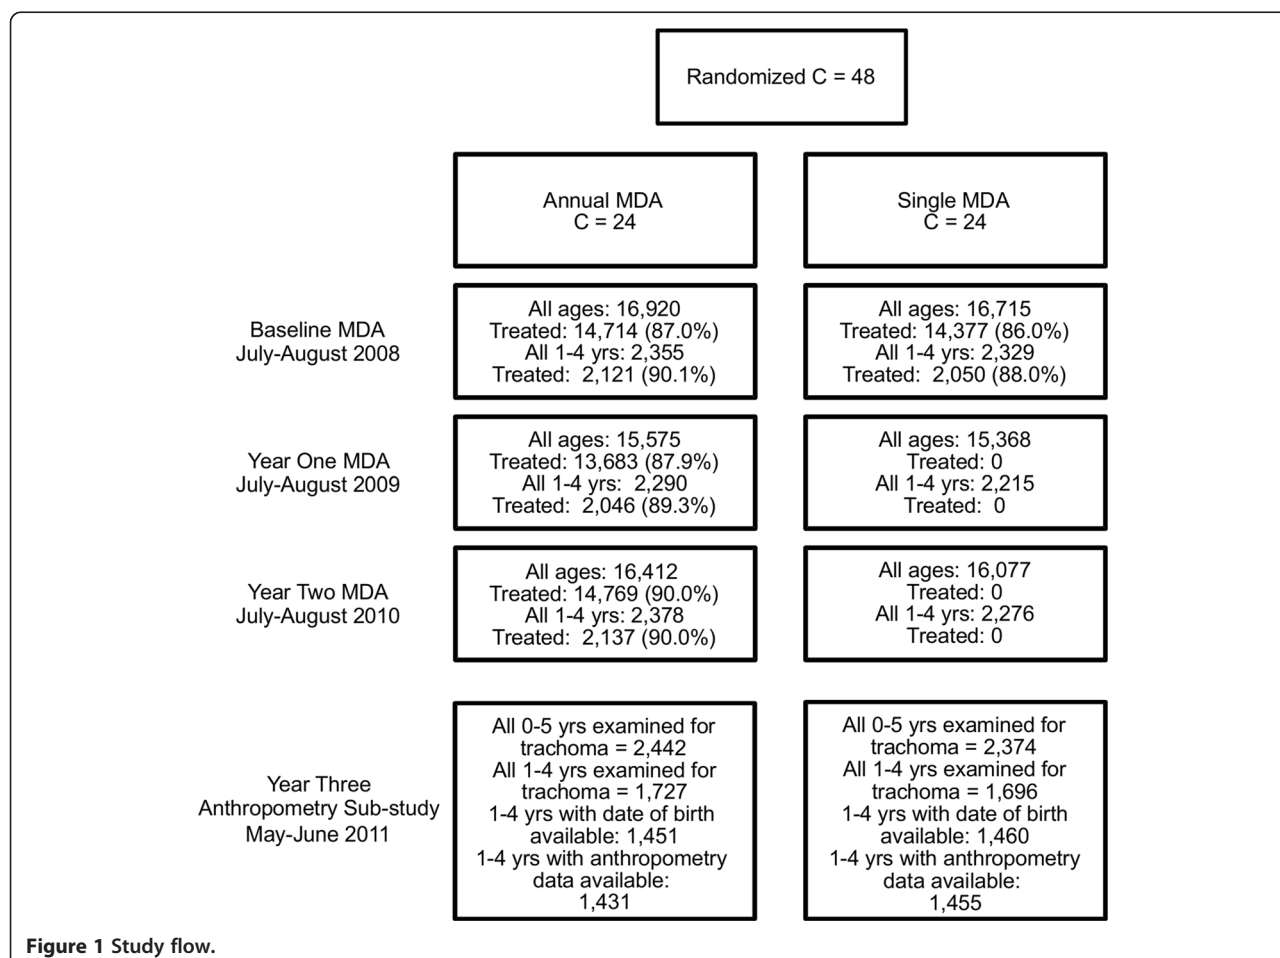 Randomized C = 48
Annual MDA
C = 24
Single MDA
C = 24
Baseline MDA
July-August 2008
All ages: 16,920
Treated: 14,714 (87.0%)
All 1-4 yrs: 2,355
Treated: 2,121 (90.1%)
All ages: 16,715
Treated: 14,377 (86.0%)
All 1-4 yrs: 2,329
Treated: 2,050 (88.0%)
Year One MDA
July-August 2009
All ages: 15,575
Treated: 13,683 (87.9%)
All 1-4 yrs: 2,290
Treated: 2,046 (89.3%)
All ages: 15,368
Treated: 0
All 1-4 yrs: 2,215
Treated: 0
Year Two MDA
July-August 2010
All ages: 16,412
Treated: 14,769 (90.0%)
All 1-4 yrs: 2,378
Treated: 2,137 (90.0%)
All ages: 16,077
Treated: 0
All 1-4 yrs: 2,276
Treated: 0
Year Three
Anthropometry Sub-study
May-June 2011
All 0-5 yrs examined for
trachoma = 2,442
All 1-4 yrs examined for
trachoma = 1,727
1-4 yrs with date of birth
available: 1,451
1-4 yrs with anthropometry
data available:
1,431
All 0-5 yrs examined for
trachoma = 2,374
All 1-4 yrs examined for
trachoma = 1,696
1-4 yrs with date of birth
available: 1,460
1-4 yrs with anthropometry
data available:
1,455
Figure 1 Study flow.